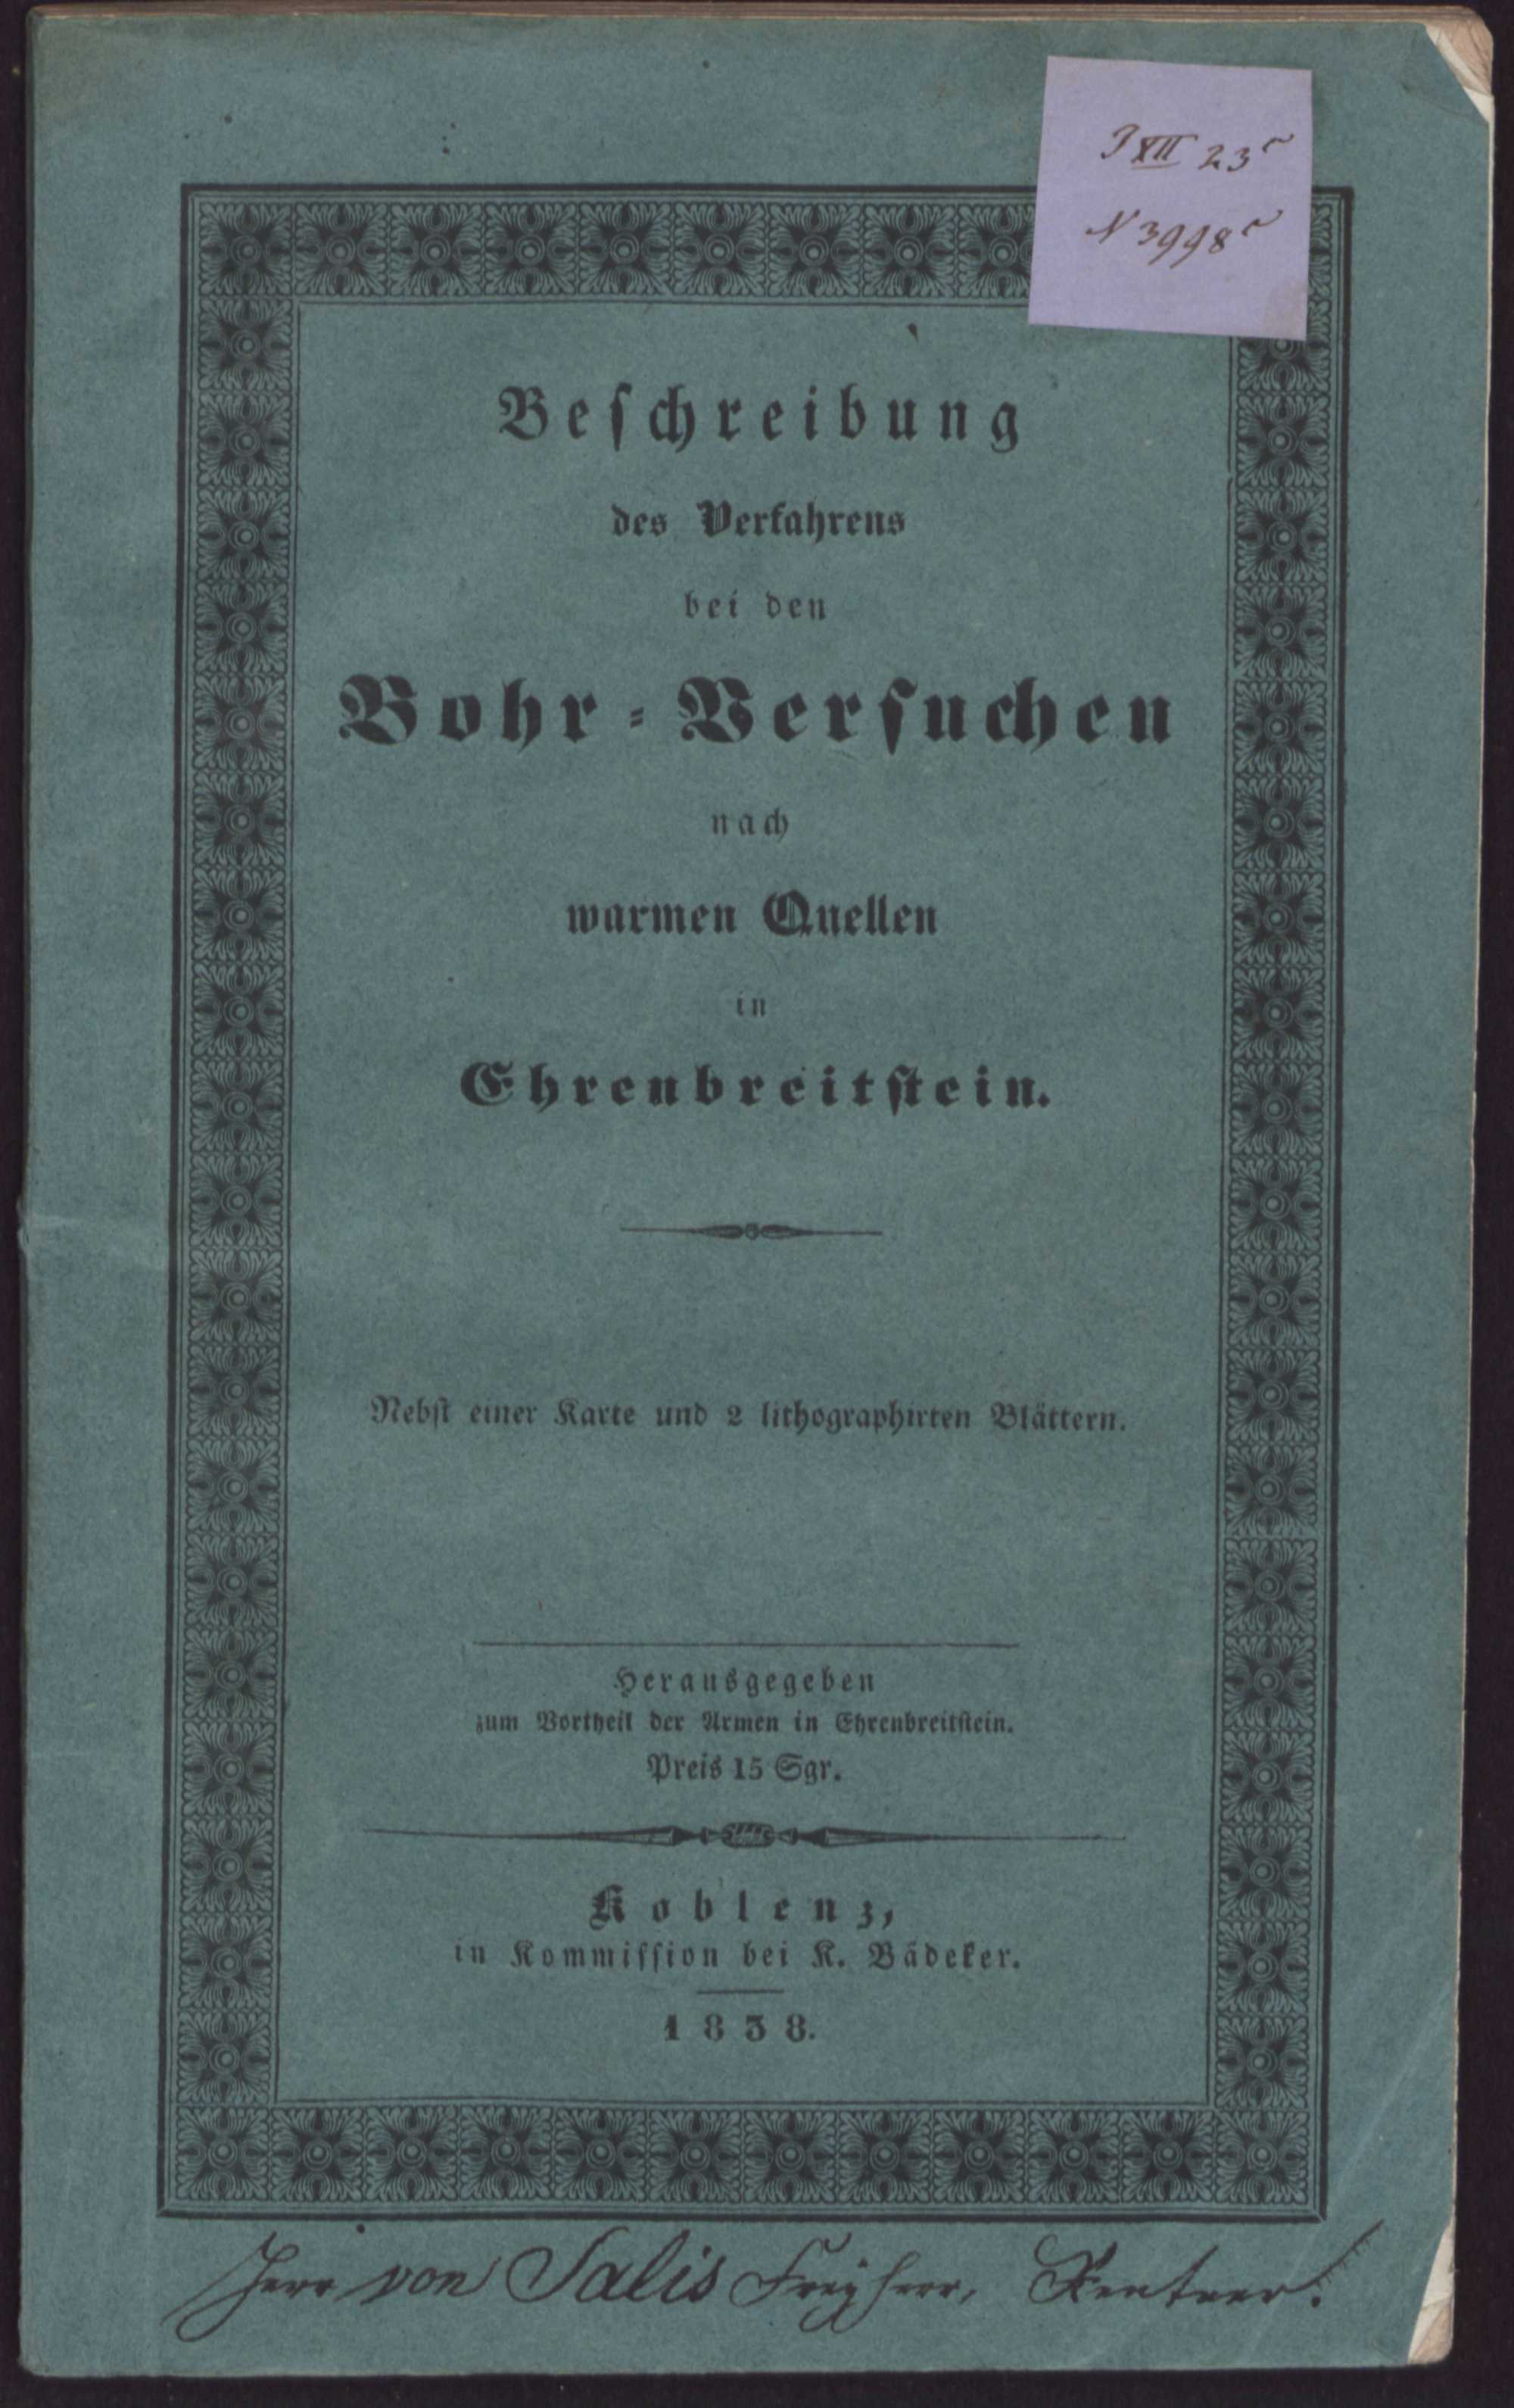 J XII 23
N 3998
Beschreibung
des Verfahrens
bei den
Bohr-Versuchen
nach
warmen Quellen
in
Ehrenbreitstein.
Nebst einer Karte und 2 lithographirten Blättern.
Herausgegeben
zum Vortheil der Armen in Ehrenbreitstein.
Preis 15 Sgr.
Koblenz,
in Kommission bei K. Bädeker.
1838.
Herr von Salis Freyherr, Rentner.